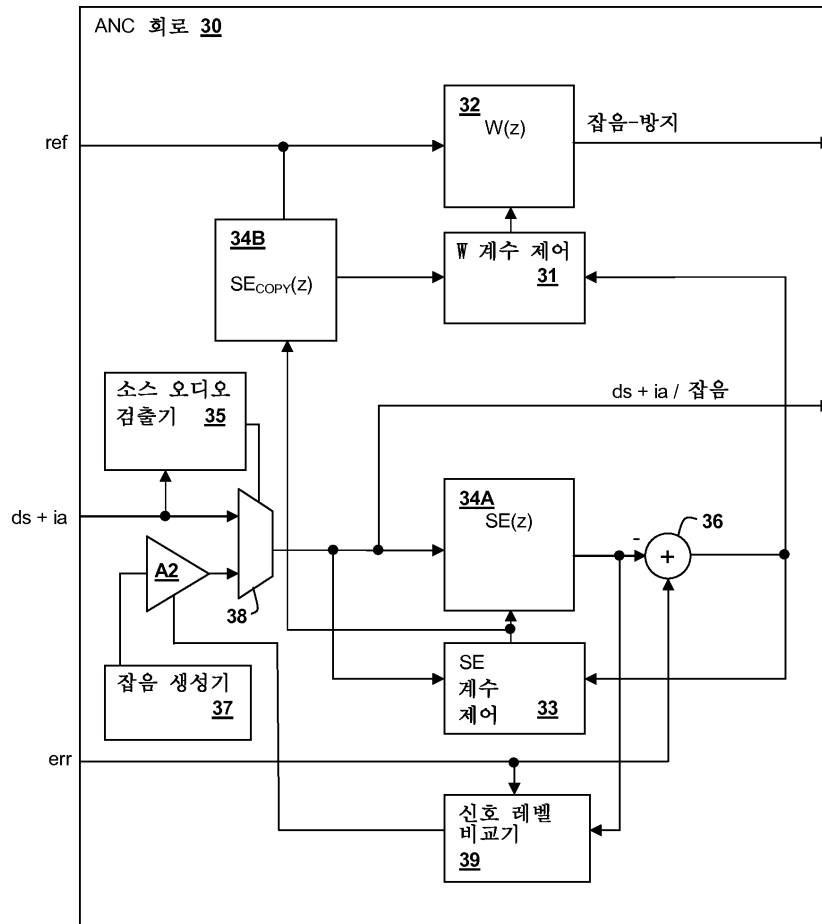 ANC 회로 30
ref
32
W(z)
잡음-방지
34B
SECOPY(z)
W 계수 제어
31
소스 오디오
검출기 35
ds + ia / 잡음
ds + ia
34A
SE(z)
-
36
+
A2
38
잡음 생성기
37
SE
계수
제어 33
err
신호 레벨
비교기
39